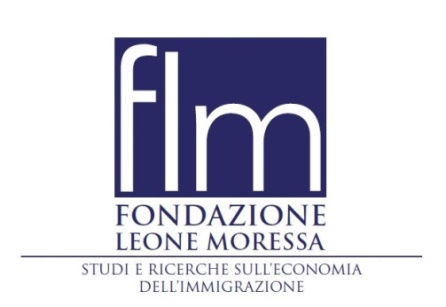 flm
FONDAZIONE
LEONE MORESSA
STUDI E RICERCHE SULL'ECONOMIA
DELL'IMMIGRAZIONE